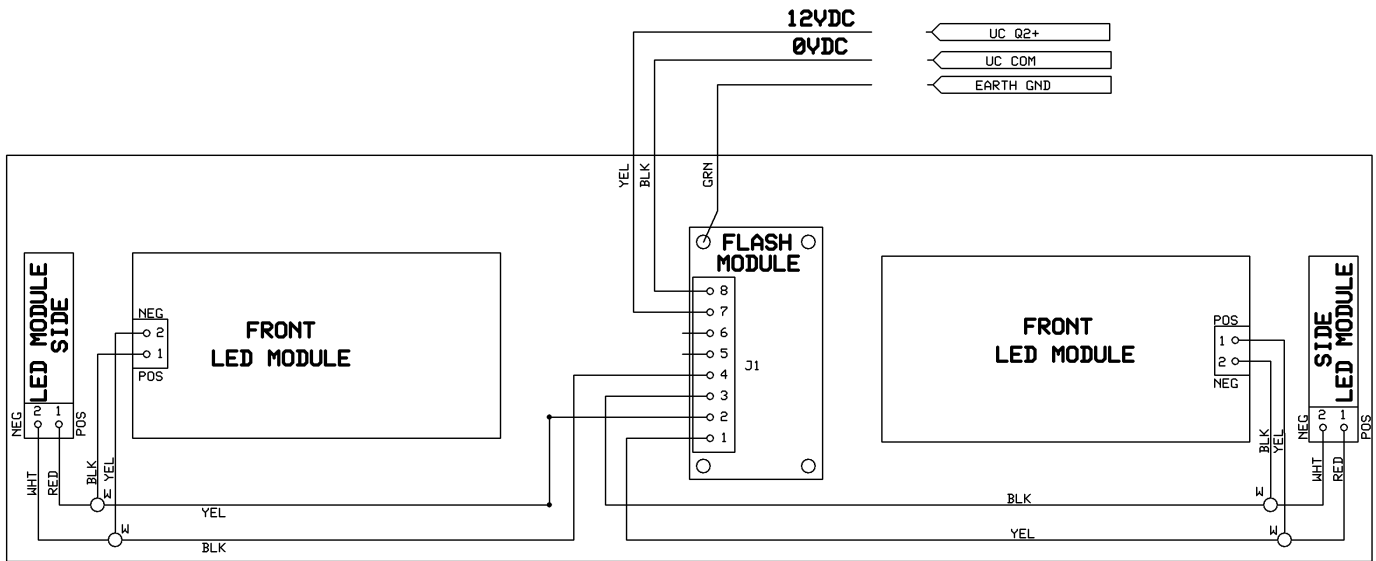 12VDC
UC Q2+
0VDC
UC COM
EARTH GND
YEL
BLK
GRN
FLASH
MODULE
8
7
6
5
4
3
2
1
J1
LED MODULE
SIDE
NEG
2
1
POS
NEG
2
1
POS
FRONT
LED MODULE
FRONT
LED MODULE
POS
1
2
NEG
SIDE
LED MODULE
NEG
2
1
POS
WHT
RED
BLK
YEL
W
W
YEL
BLK
BLK
YEL
BLK
YEL
W
W
WHT
RED